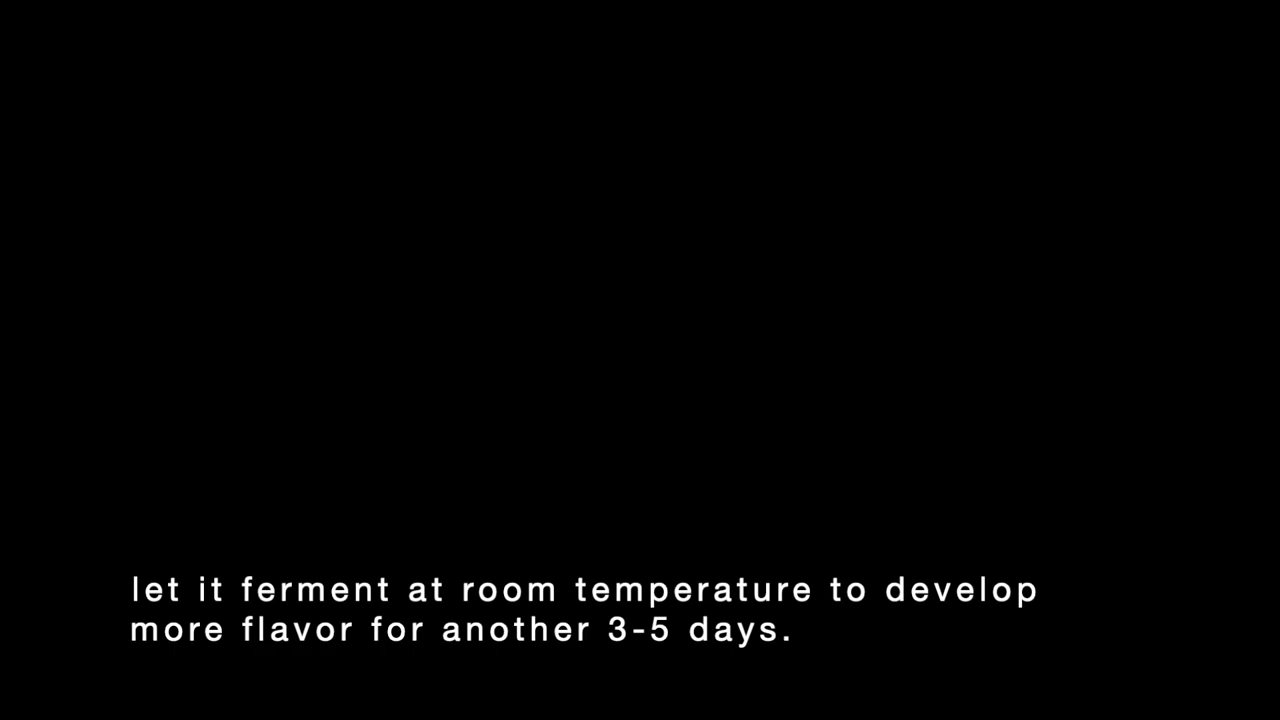 let it ferment at room temperature to develop
more flavor for another 3-5 days.